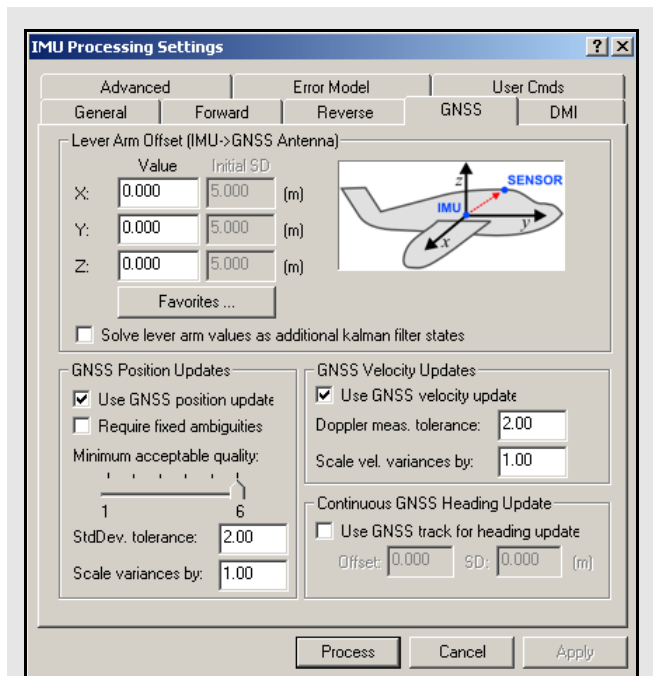 IMU Processing Settings
Advanced Error Model User Cmds
General Forward Reverse GNSS DMI
Lever Arm Offset (IMU->GNSS Antenna)
Value Initial SD
X: 0.000 5.000 (m)
Y: 0.000 5.000 (m)
Z: 0.000 5.000 (m)
z SENSOR
IMU y
x
Favorites ...
Solve lever arm values as additional kalman filter states
GNSS Position Updates
Use GNSS position update
Require fixed ambiguities
Minimum acceptable quality:
1 6
StdDev. tolerance: 2.00
Scale variances by: 1.00
GNSS Velocity Updates
Use GNSS velocity update
Doppler meas. tolerance: 2.00
Scale vel. variances by: 1.00
Continuous GNSS Heading Update
Use GNSS track for heading update
Offset: 0.000 SD: 0.000 (m)
Process Cancel Apply